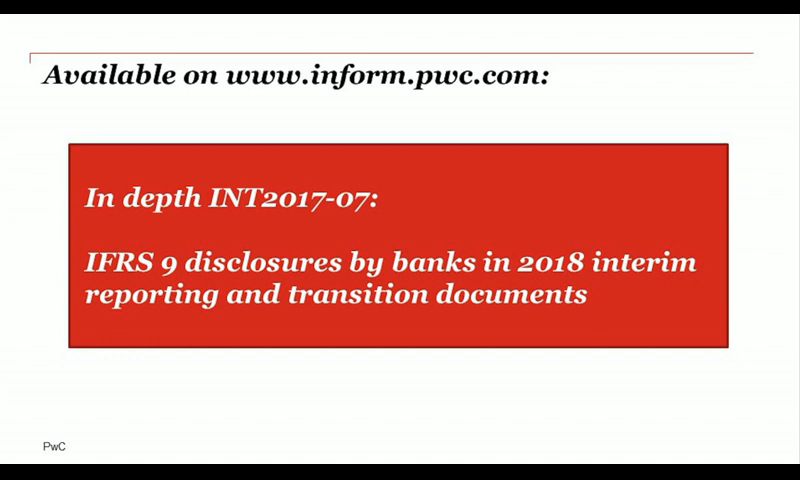 Available on www.inform.pwc.com:
In depth INT2017-07:
IFRS 9 disclosures by banks in 2018 interim
reporting and transition documents
PwC